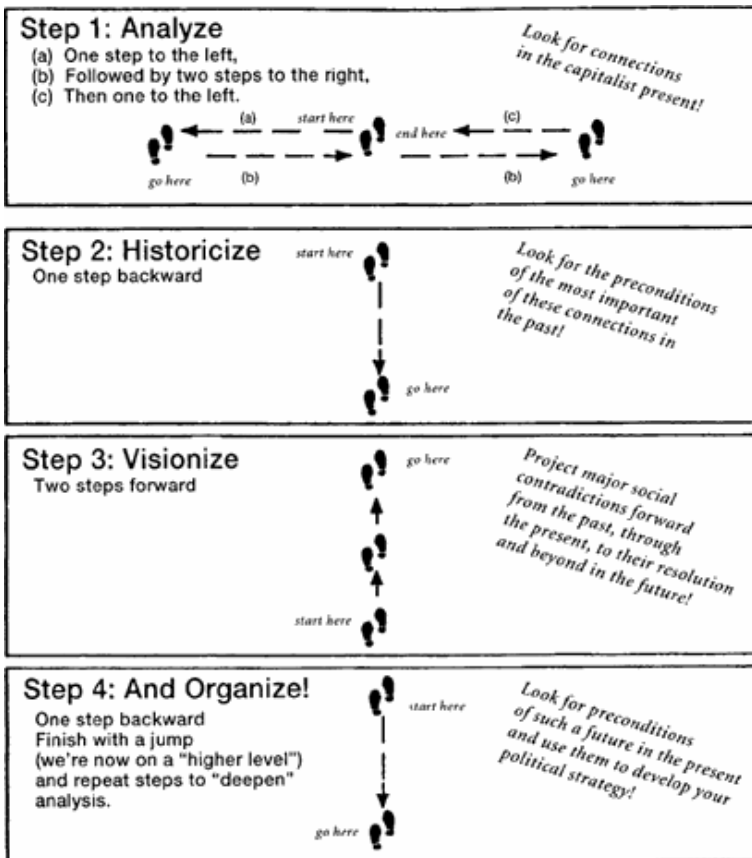 Step 1: Analyze
(a) One step to the left,
(b) Followed by two steps to the right,
(c) Then one to the left.
Look for connections
in the capitalist present!
(a)
start here
end here
(c)
go here
(b)
(b)
go here
Step 2: Historicize
One step backward
start here
go here
Look for the preconditions
of the most important
of these connections in
the past!
Step 3: Visionize
Two steps forward
go here
start here
Project major social
contradictions forward
from the past, through
the present, to their resolution
and beyond in the future!
Step 4: And Organize!
One step backward
Finish with a jump
(we're now on a "higher level")
and repeat steps to "deepen"
analysis.
start here
go here
Look for preconditions
of such a future in the present
and use them to develop your
political strategy!